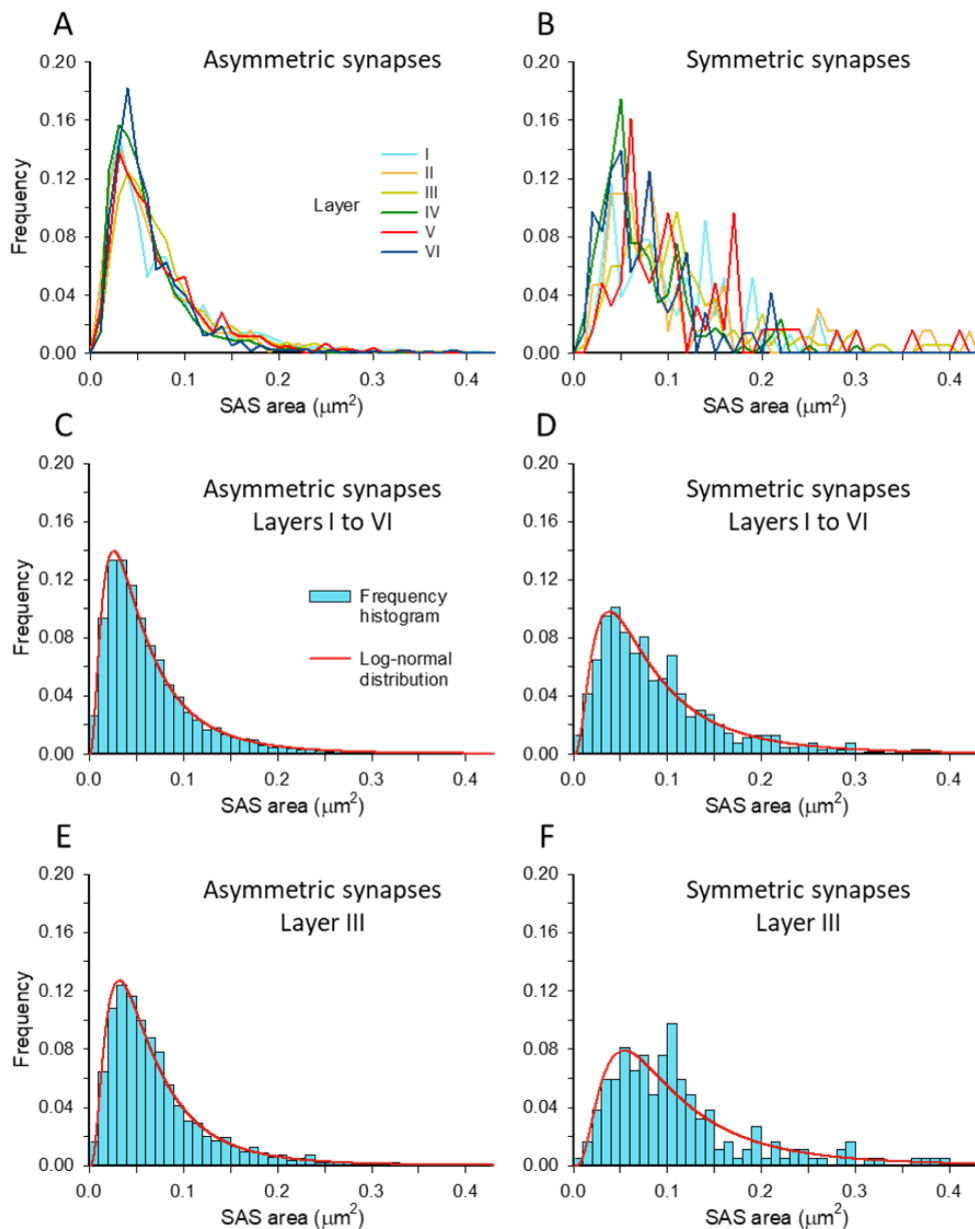 A
Asymmetric synapses
0.20
0.16
0.12
0.08
0.04
0.00
Frequency
Layer
I
II
III
IV
V
VI
0.0
0.1
0.2
0.3
0.4
SAS area (μm²)
B
Symmetric synapses
0.20
0.16
0.12
0.08
0.04
0.00
0.0
0.1
0.2
0.3
0.4
SAS area (μm²)
C
Asymmetric synapses
Layers I to VI
0.20
0.16
0.12
0.08
0.04
0.00
Frequency
Frequency
histogram
Log-normal
distribution
0.0
0.1
0.2
0.3
0.4
SAS area (μm²)
D
Symmetric synapses
Layers I to VI
0.20
0.16
0.12
0.08
0.04
0.00
0.0
0.1
0.2
0.3
0.4
SAS area (μm²)
E
Asymmetric synapses
Layer III
0.20
0.16
0.12
0.08
0.04
0.00
Frequency
0.0
0.1
0.2
0.3
0.4
SAS area (μm²)
F
Symmetric synapses
Layer III
0.20
0.16
0.12
0.08
0.04
0.00
0.0
0.1
0.2
0.3
0.4
SAS area (μm²)